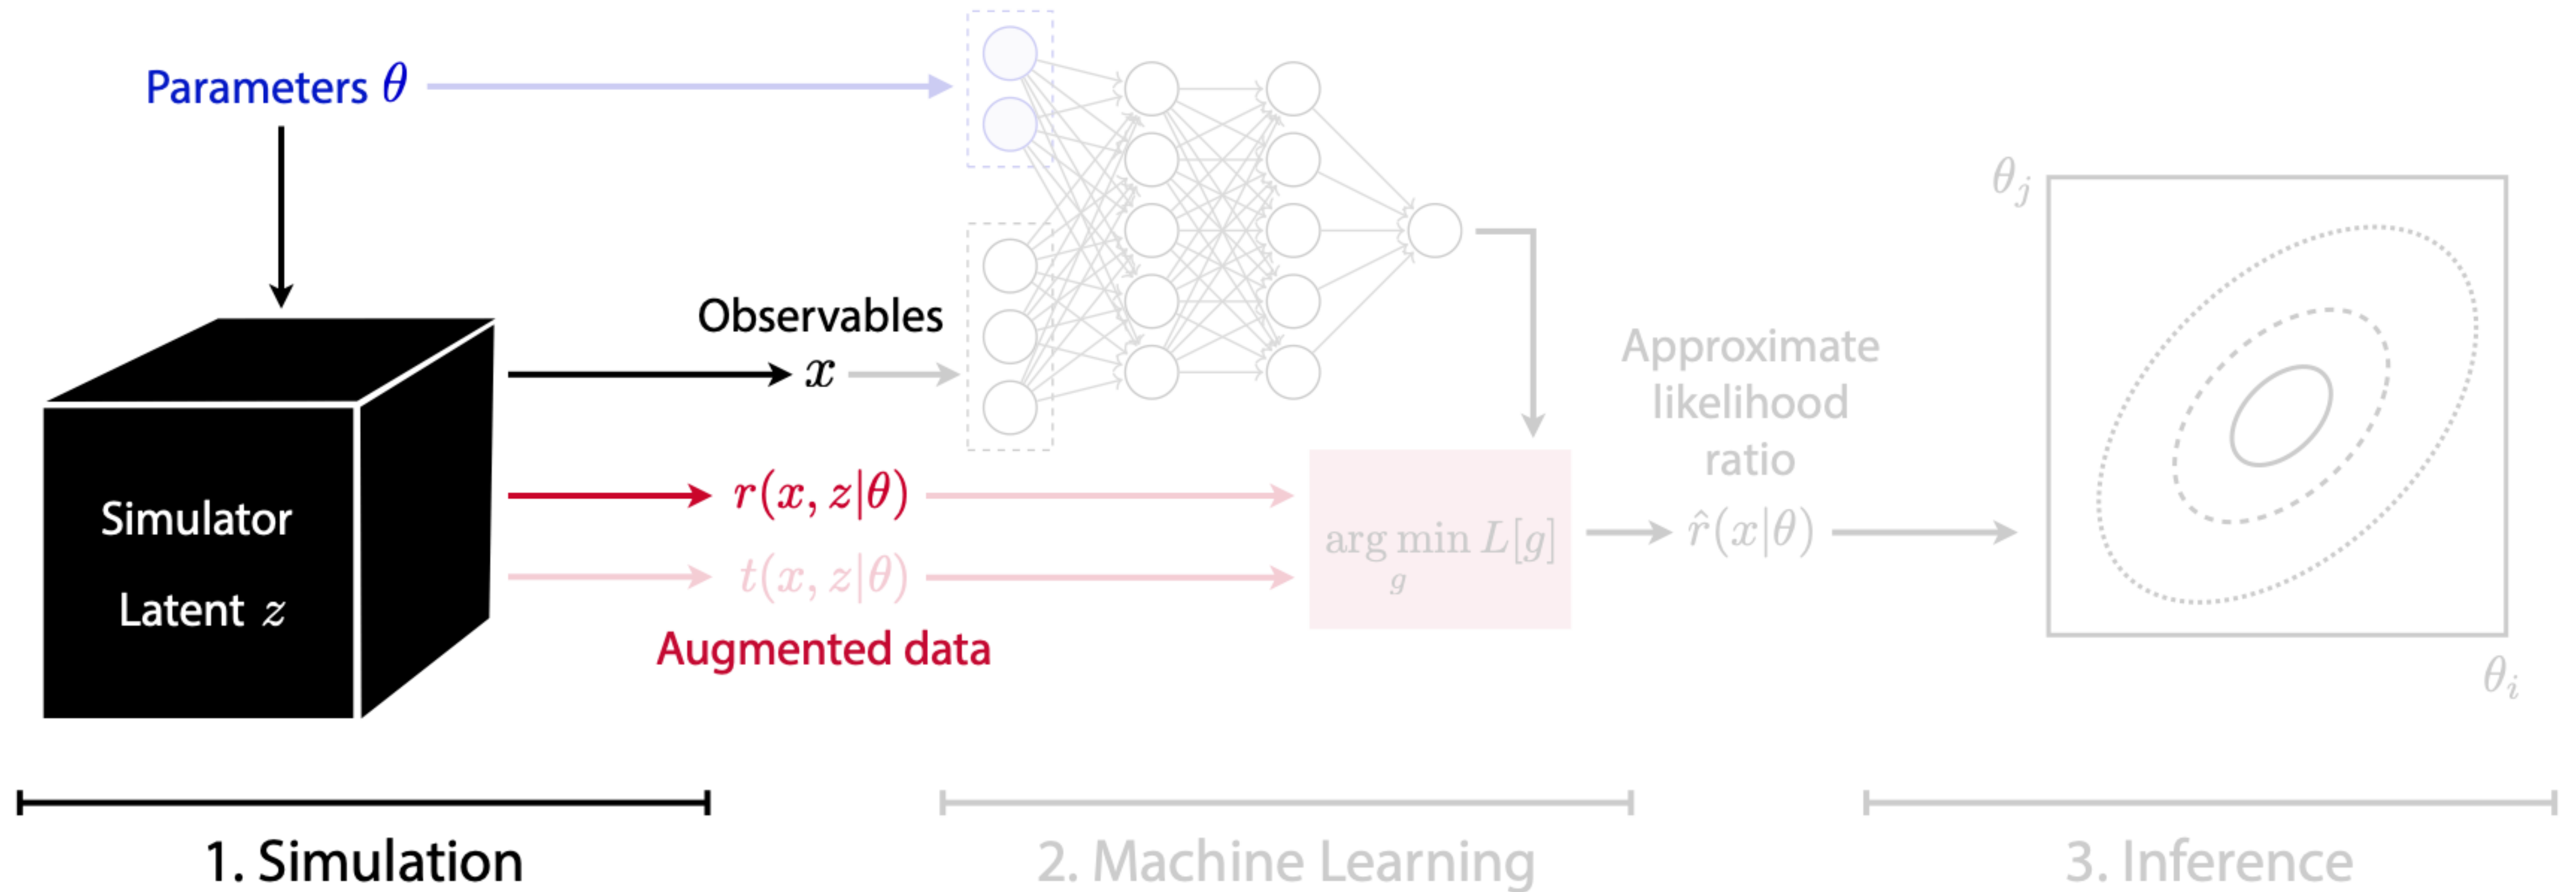 Parameters θ
Observables
x
Simulator
Latent z
r(x, z|θ)
t(x, z|θ)
Augmented data
arg min L[g]
g
Approximate
likelihood
ratio
r̂(x|θ)
θj
θi
1. Simulation
2. Machine Learning
3. Inference